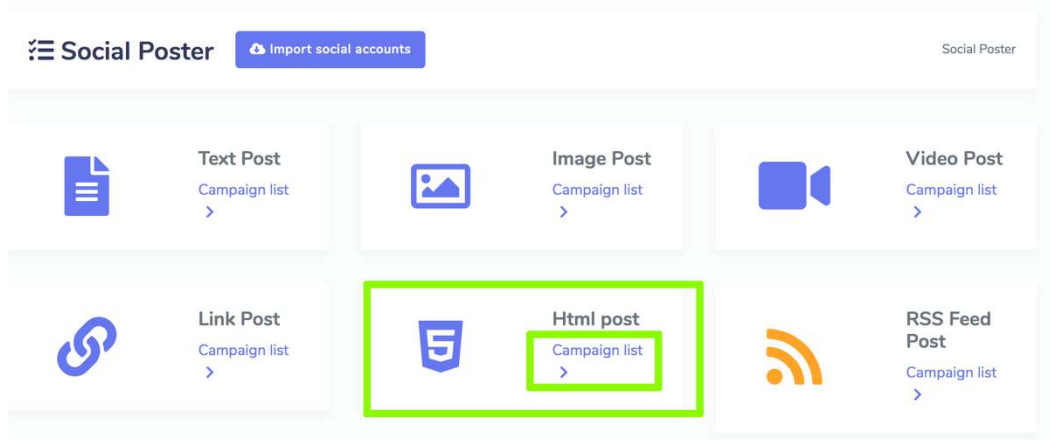 Social Poster
Import social accounts
Social Poster
Text Post
Campaign list
Image Post
Campaign list
Video Post
Campaign list
Link Post
Campaign list
Html post
Campaign list
RSS Feed
Post
Campaign list